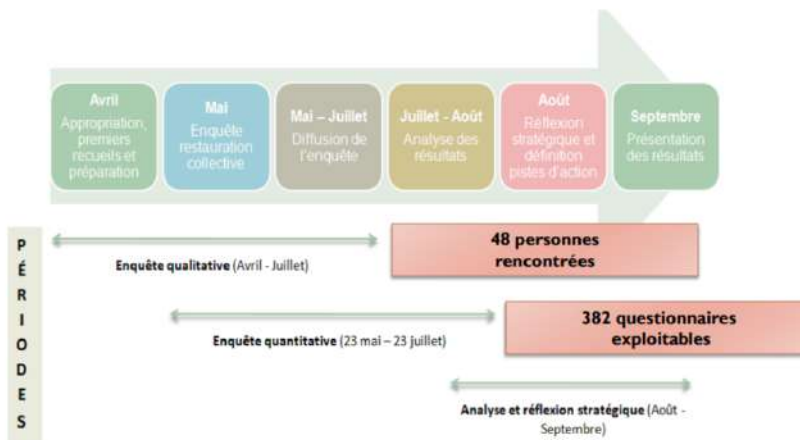 Avril
Appropriation,
premiers
recueils et
préparation
Mai
Enquête
restauration
collective
Mai – Juillet
Diffusion de
l'enquête
Juillet - Août
Analyse des
résultats
Août
Réflexion
stratégique et
définition
pistes d'action
Septembre
Présentation
des résultats
P
É
R
I
O
D
E
S
48 personnes
rencontrées
Enquête qualitative (Avril - Juillet)
382 questionnaires
exploitables
Enquête quantitative (23 mai – 23 juillet)
Analyse et réflexion stratégique (Août -
Septembre)